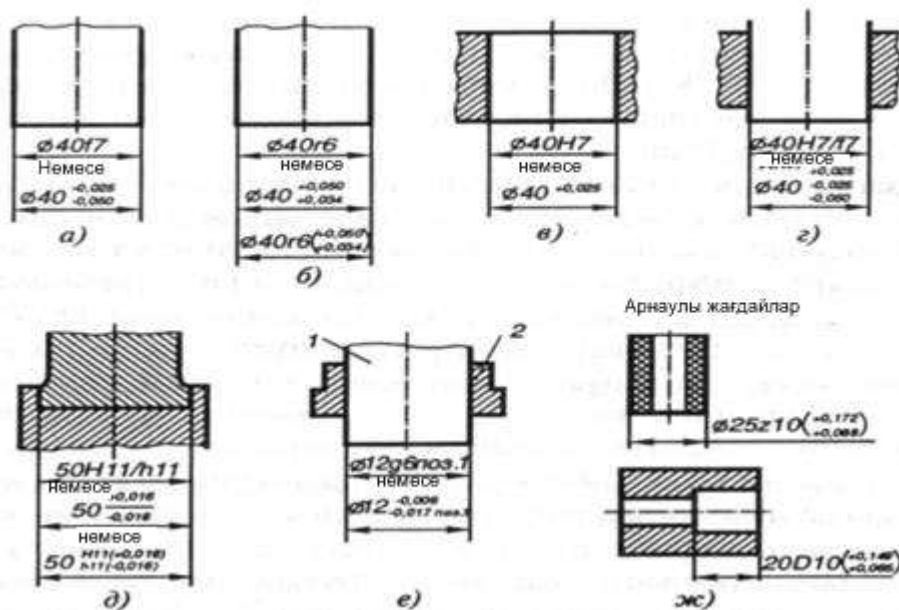 ø40f7
Немесе
ø40 -0,025
-0,050
а)
ø40r6
немесе
ø40 +0,050
+0,034
ø40r6(+0,050
+0,034)
б)
ø40H7
немесе
ø40 +0,025
в)
ø40H7/f7
немесе
ø40 +0,025
-0,025
-0,050
г)
50H11/h11
немесе
50 +0,016
-0,016
немесе
50 H11(+0,016)
h11(-0,016)
д)
1
2
ø12g6поз.1
немесе
ø12 -0,006
-0,017 поз.1
е)
Арнаулы жағдайлар
ø25z10(+0,172
20D10(+0,149
+0,065)
ж)